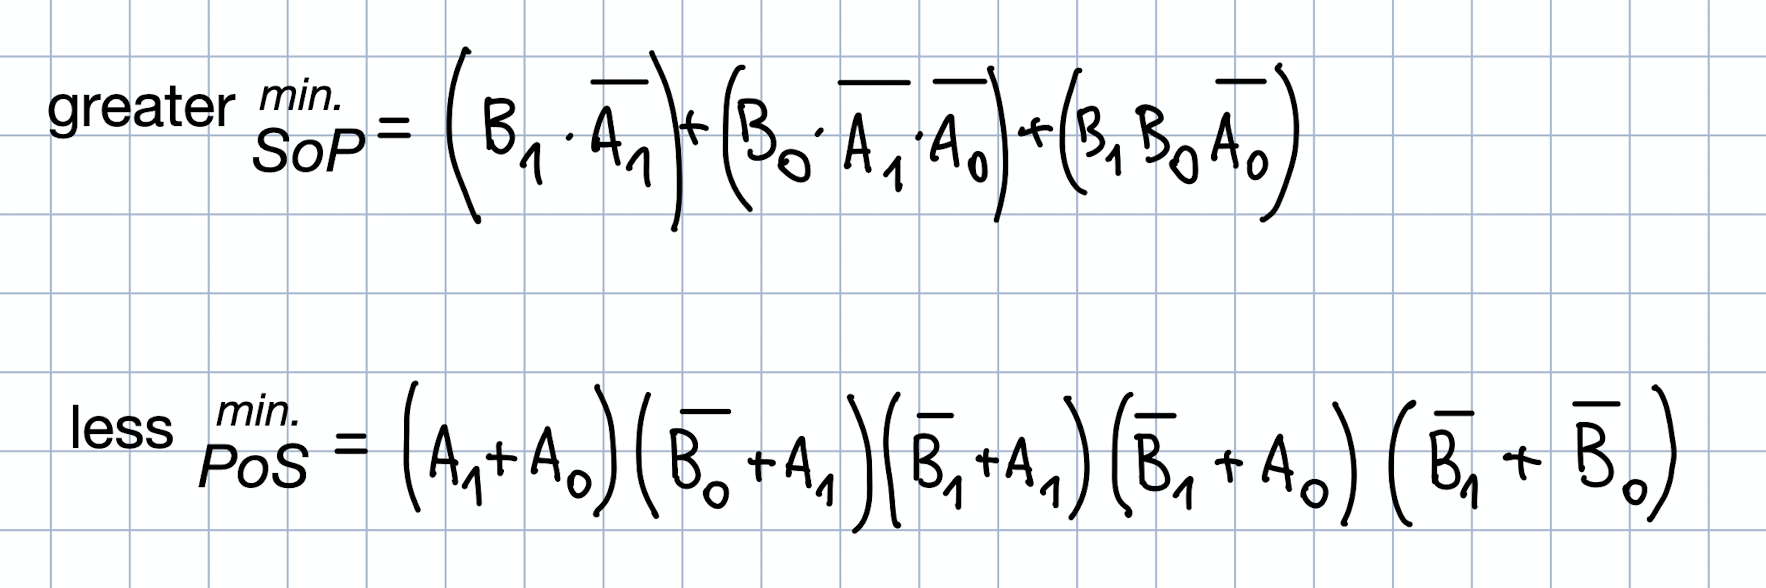 greater min. SoP = (B₁ · A̅₁) + (B₀ · A̅₁ · A̅₀) + (B₁ B₀ A̅₀)
less min. PoS = (A₁ + A₀) (B̅₀ + A₁) (B̅₁ + A₁) (B̅₁ + A₀) (B̅₁ + B̅₀)